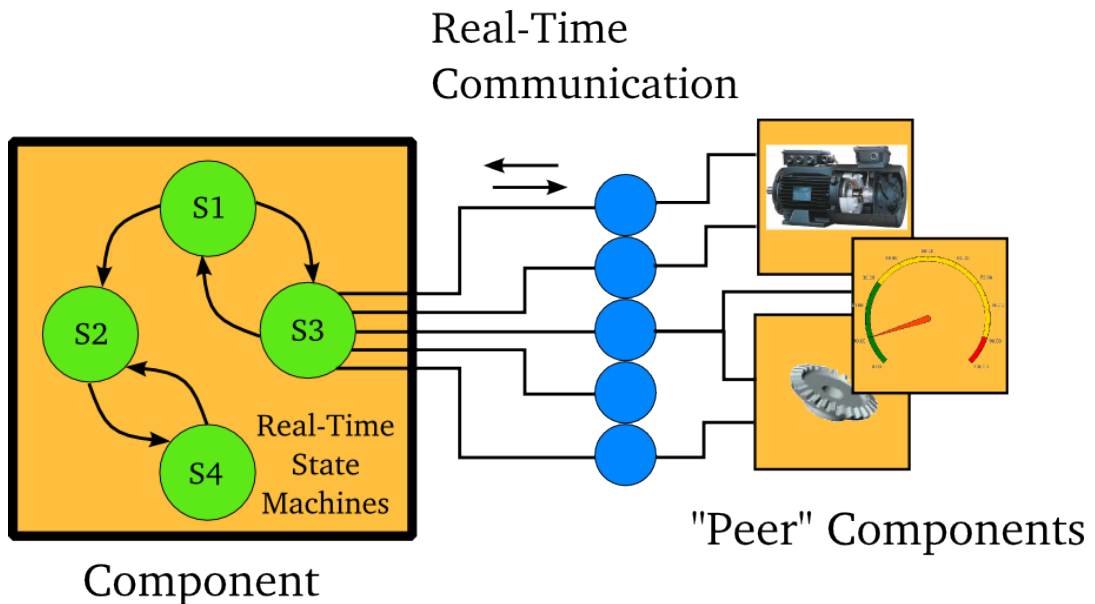 Real-Time
Communication
S1
S2
S3
S4
Real-Time
State
Machines
"Peer" Components
Component